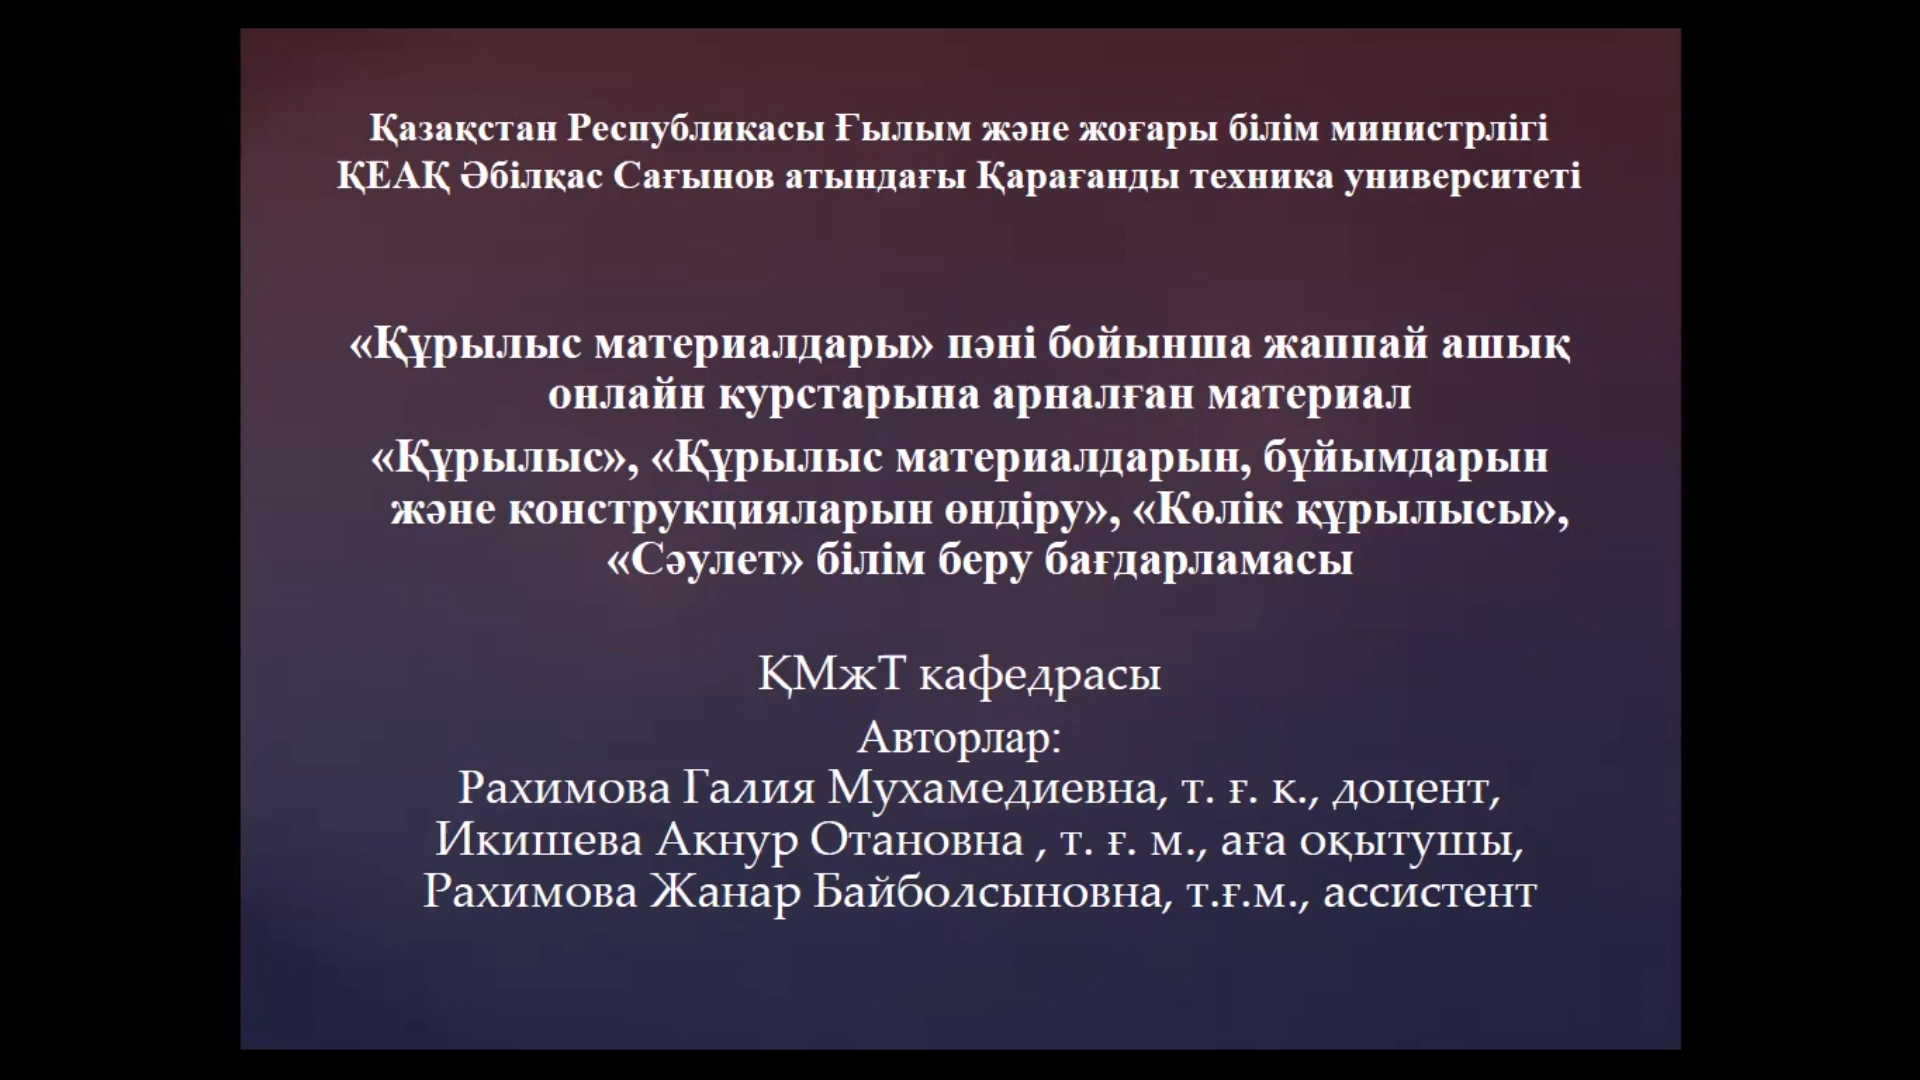 Қазақстан Республикасы Ғылым және жоғары білім министрлігі
ҚЕАҚ Әбілқас Сағынов атындағы Қарағанды техника университеті
«Құрылыс материалдары» пәні бойынша жаппай ашық
онлайн курстарына арналған материал
«Құрылыс», «Құрылыс материалдарын, бұйымдарын
және конструкцияларын өндіру», «Көлік құрылысы»,
«Сәулет» білім беру бағдарламасы
ҚМжТ кафедрасы
Авторлар:
Рахимова Галия Мухамедиевна, т. ғ. к., доцент,
Икишева Акнур Отановна , т. ғ. м., аға оқытушы,
Рахимова Жанар Байболсыновна, т.ғ.м., ассистент